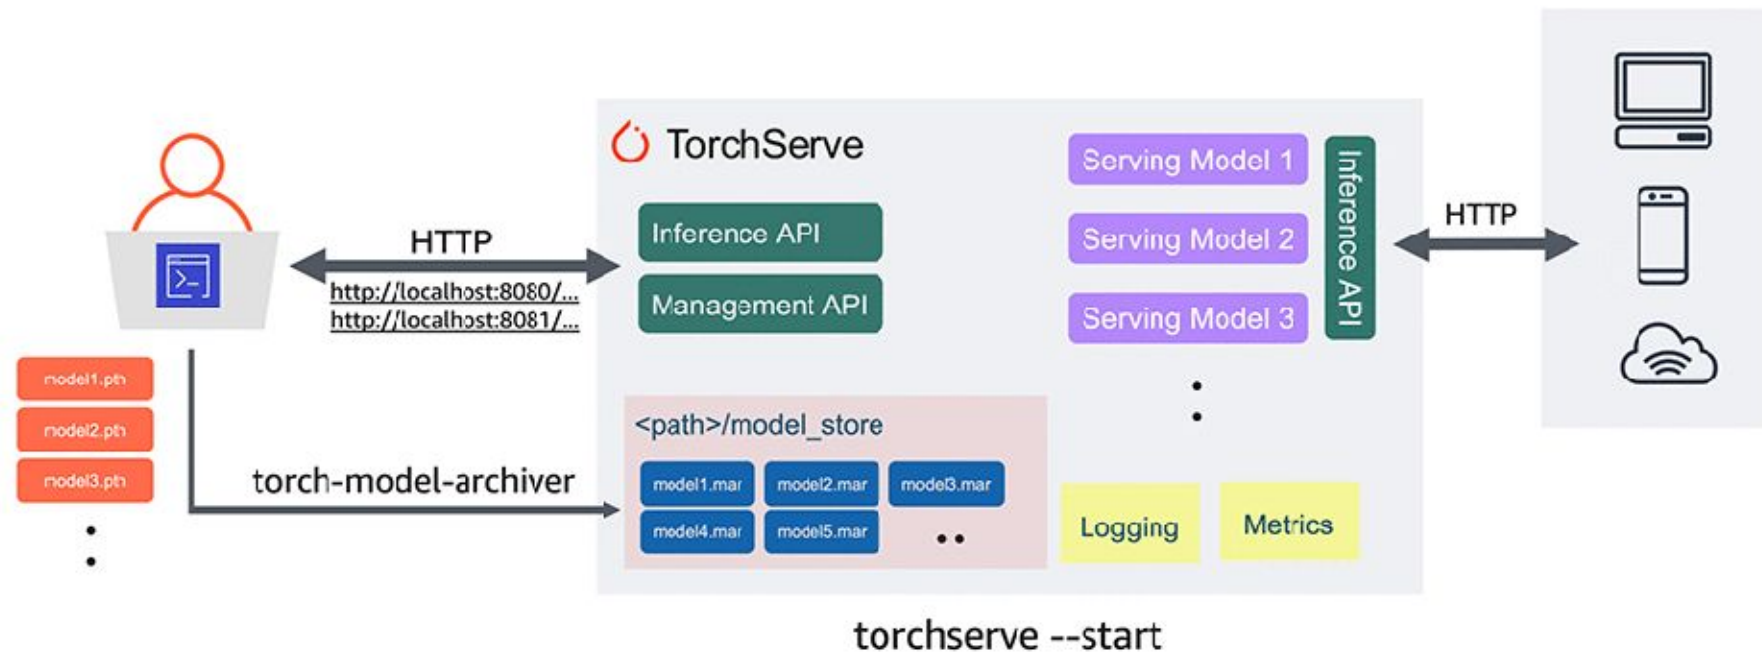 TorchServe
Inference API
Management API
HTTP
http://localhost:8080/...
http://localhost:8081/...
>_
model1.pth
model2.pth
model3.pth
torch-model-archiver
<path>/model_store
model1.mar
model2.mar
model3.mar
model4.mar
model5.mar
Serving Model 1
Serving Model 2
Serving Model 3
Inference API
Logging
Metrics
HTTP
torchserve --start